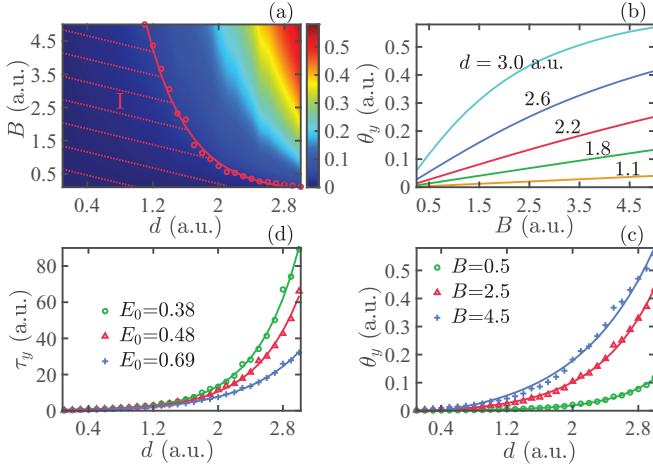 (a)
B (a.u.)
4.5
3.5
2.5
1.5
0.5
I
0.4 1.2 2 2.8
d (a.u.)
0.5
0.4
0.3
0.2
0.1
0
(b)
θ_y (a.u.)
0.5
0.4
0.3
0.2
0.1
0
d = 3.0 a.u.
2.6
2.2
1.8
1.1
0.5 1.5 2.5 3.5 4.5
B (a.u.)
(d)
τ_y (a.u.)
80
60
40
20
0
E₀=0.38
E₀=0.48
E₀=0.69
0.4 1.2 2 2.8
d (a.u.)
(c)
θ_y (a.u.)
0.5
0.4
0.3
0.2
0.1
0
B=0.5
B=2.5
B=4.5
0.4 1.2 2 2.8
d (a.u.)